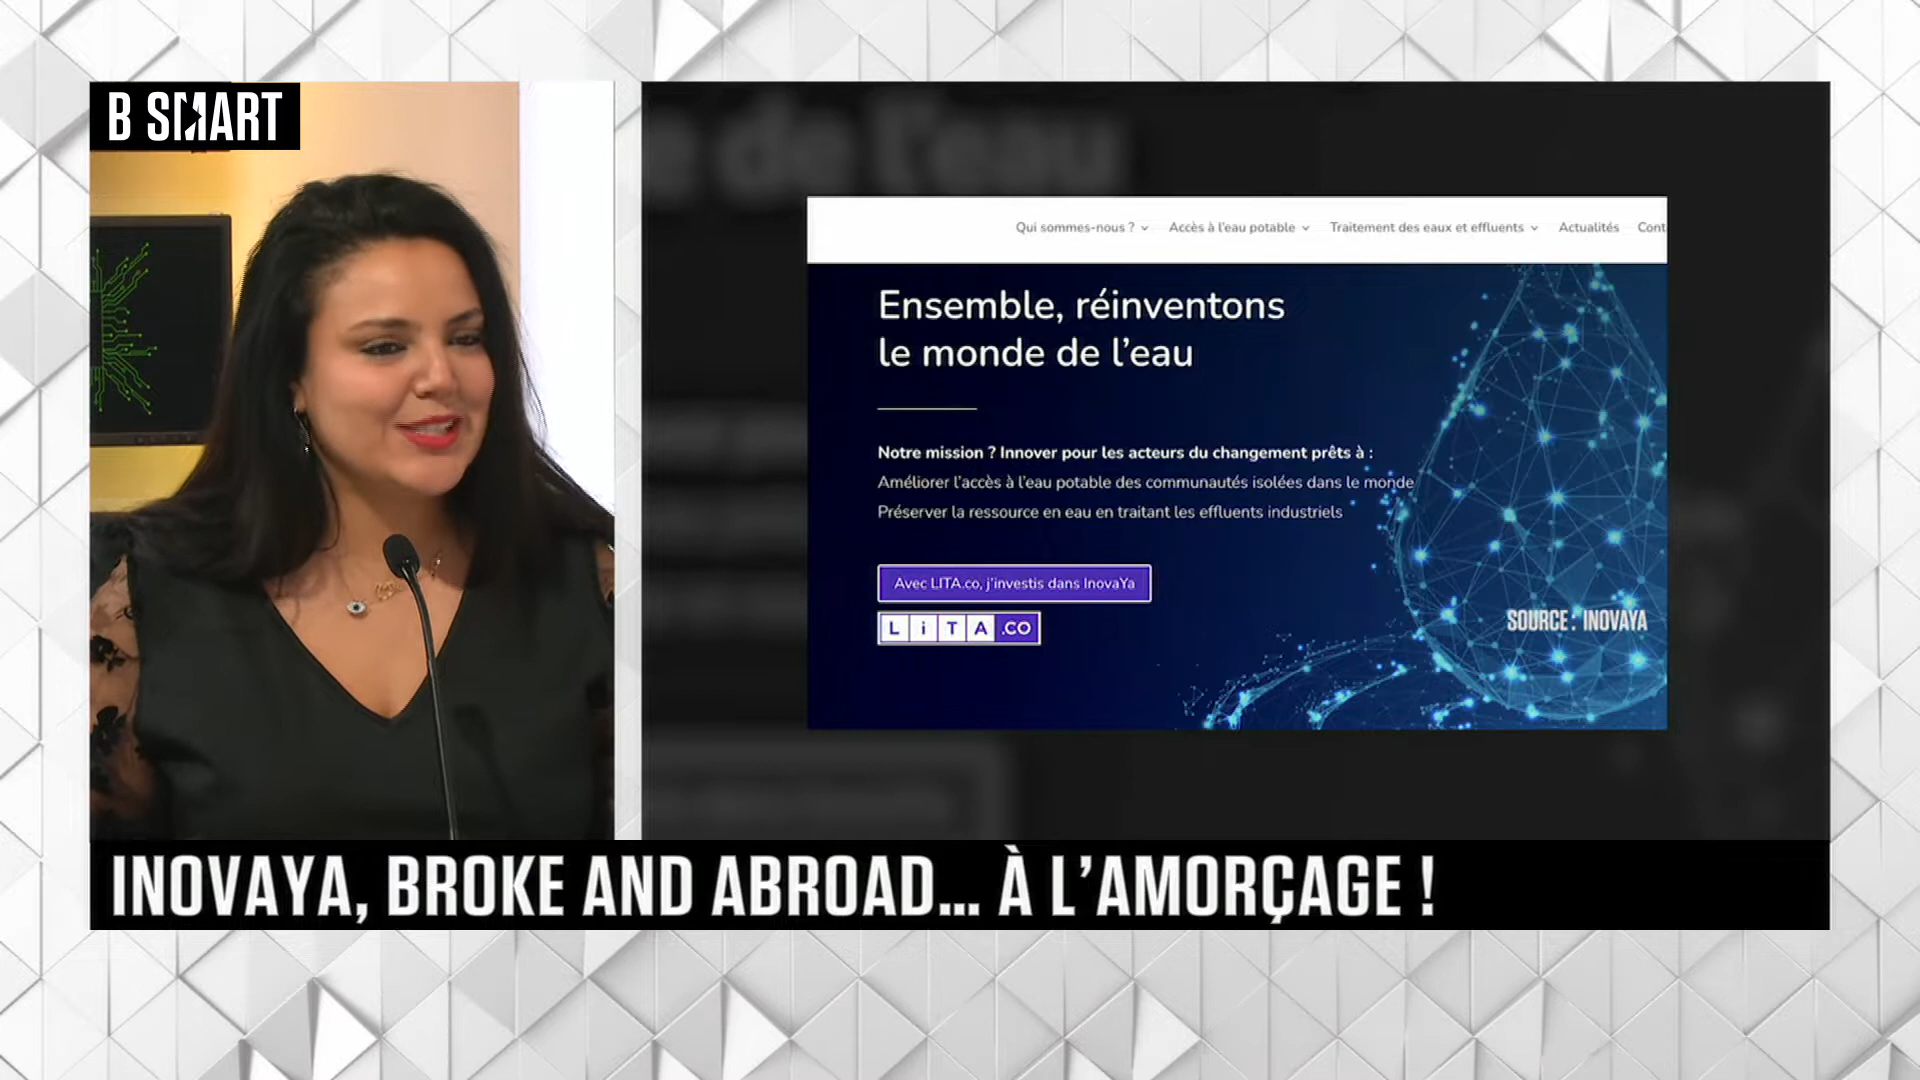 B SMART
e de l'eau
Qui sommes-nous ? Accès à l'eau potable Traitement des eaux et effluents Actualités Cont
Ensemble, réinventons
le monde de l'eau
Notre mission ? Innover pour les acteurs du changement prêts à :
Améliorer l'accès à l'eau potable des communautés isolées dans le monde
Préserver la ressource en eau en traitant les effluents industriels
Avec LITA.co, j'investis dans InovaYa
LiTA.CO
SOURCE : INOVAYA
INOVAYA, BROKE AND ABROAD... À L'AMORÇAGE !